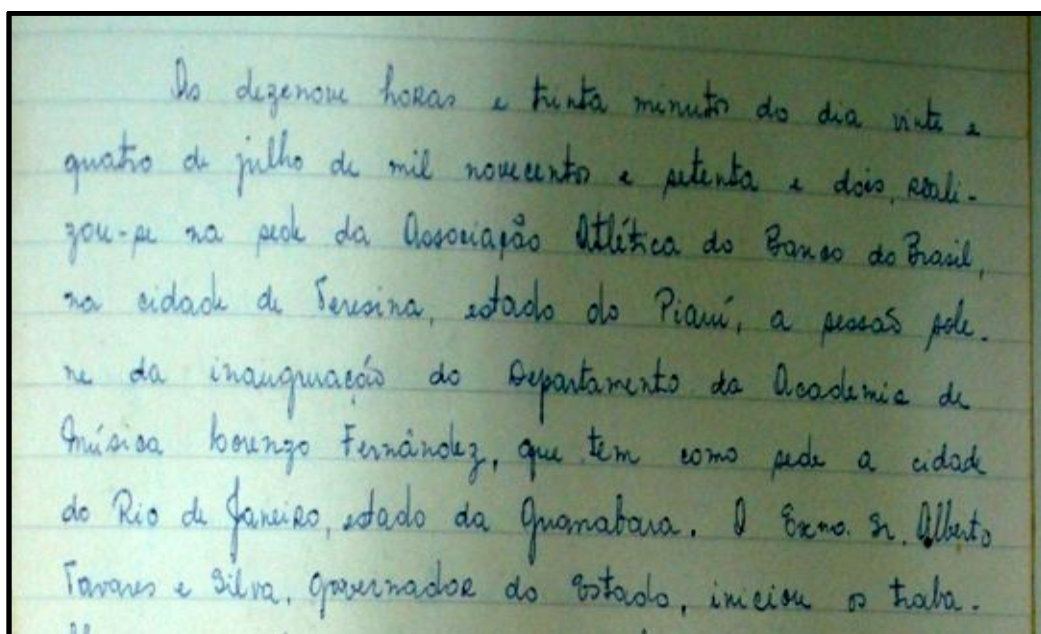 As dezenove horas e trinta minutos do dia vinte e
quatro de julho de mil novecentos e setenta e dois, reali-
zou-se na sede da Associação Atlética do Banco do Brasil,
na cidade de Teresina, estado do Piauí, a sessão sole-
ne da inauguração do Departamento da Academia de
Música Lorenzo Fernândez, que tem como sede a cidade
do Rio de Janeiro, estado da Guanabara. O Exmo. Sr. Alberto
Tavares e Silva, governador do Estado, iniciou os traba-